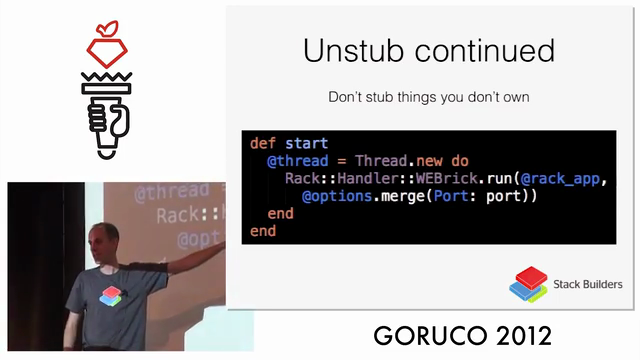 Unstub continued
Don't stub things you don't own
def start
@thread = Thread.new do
Rack::Handler::WEBrick.run(@rack_app,
@options.merge(Port: port))
end
end
Stack Builders
@thread =
Rack::
@opt
GORUCO 2012